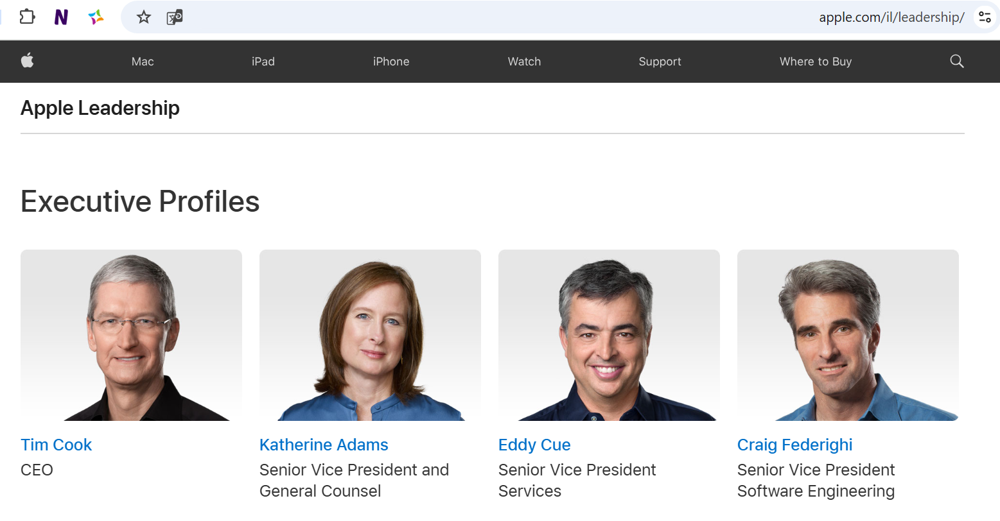 apple.com/il/leadership/
Mac iPad iPhone Watch Support Where to Buy
Apple Leadership
Executive Profiles
Tim Cook
CEO
Katherine Adams
Senior Vice President and
General Counsel
Eddy Cue
Senior Vice President
Services
Craig Federighi
Senior Vice President
Software Engineering